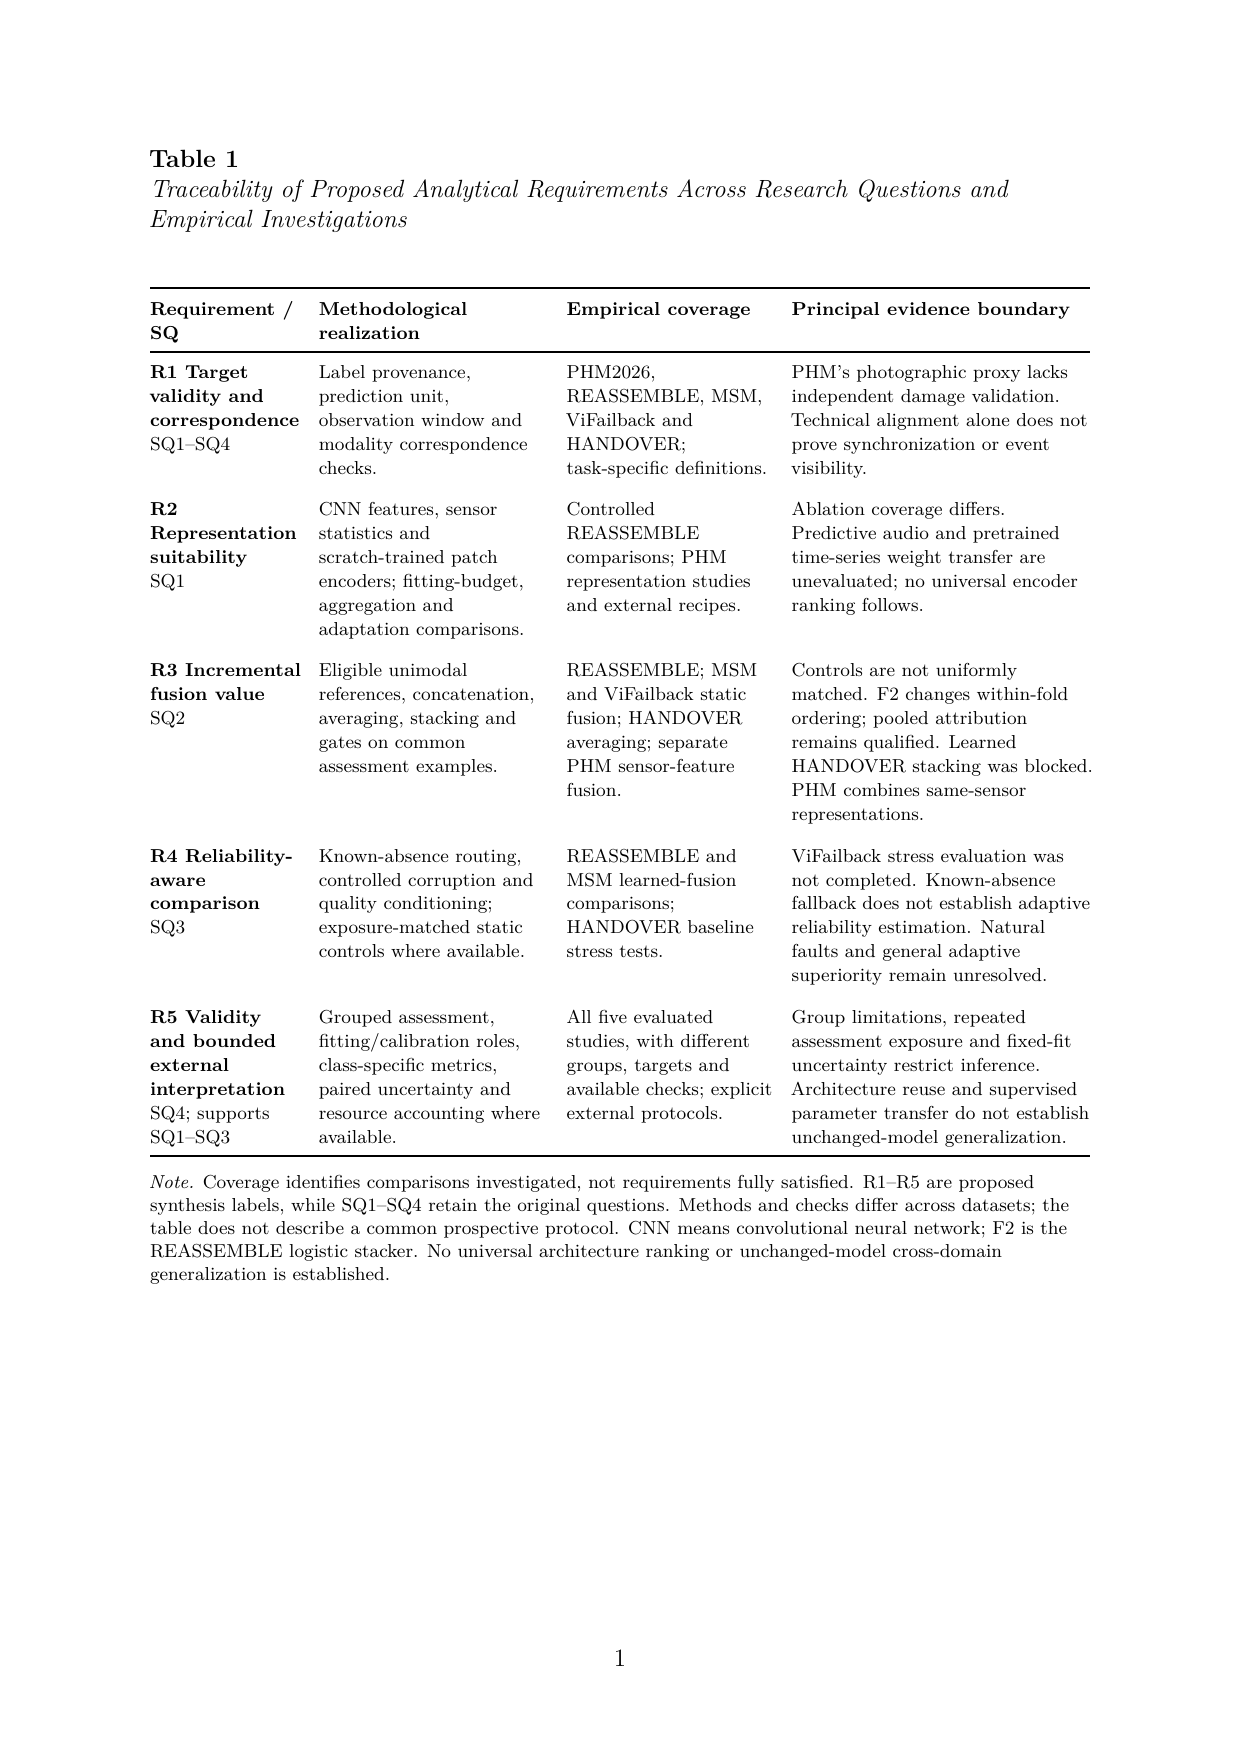 Table 1
Traceability of Proposed Analytical Requirements Across Research Questions and
Empirical Investigations
Requirement /
SQ
Methodological
realization
Empirical coverage
Principal evidence boundary
R1 Target
validity and
correspondence
SQ1–SQ4
Label provenance,
prediction unit,
observation window and
modality correspondence
checks.
PHM2026,
REASSEMBLE, MSM,
ViFailback and
HANDOVER;
task-specific definitions.
PHM's photographic proxy lacks
independent damage validation.
Technical alignment alone does not
prove synchronization or event
visibility.
R2
Representation
suitability
SQ1
CNN features, sensor
statistics and
scratch-trained patch
encoders; fitting-budget,
aggregation and
adaptation comparisons.
Controlled
REASSEMBLE
comparisons; PHM
representation studies
and external recipes.
Ablation coverage differs.
Predictive audio and pretrained
time-series weight transfer are
unevaluated; no universal encoder
ranking follows.
R3 Incremental
fusion value
SQ2
Eligible unimodal
references, concatenation,
averaging, stacking and
gates on common
assessment examples.
REASSEMBLE; MSM
and ViFailback static
fusion; HANDOVER
averaging; separate
PHM sensor-feature
fusion.
Controls are not uniformly
matched. F2 changes within-fold
ordering; pooled attribution
remains qualified. Learned
HANDOVER stacking was blocked.
PHM combines same-sensor
representations.
R4 Reliability-
aware
comparison
SQ3
Known-absence routing,
controlled corruption and
quality conditioning;
exposure-matched static
controls where available.
REASSEMBLE and
MSM learned-fusion
comparisons;
HANDOVER baseline
stress tests.
ViFailback stress evaluation was
not completed. Known-absence
fallback does not establish adaptive
reliability estimation. Natural
faults and general adaptive
superiority remain unresolved.
R5 Validity
and bounded
external
interpretation
SQ4; supports
SQ1–SQ3
Grouped assessment,
fitting/calibration roles,
class-specific metrics,
paired uncertainty and
resource accounting where
available.
All five evaluated
studies, with different
groups, targets and
available checks; explicit
external protocols.
Group limitations, repeated
assessment exposure and fixed-fit
uncertainty restrict inference.
Architecture reuse and supervised
parameter transfer do not establish
unchanged-model generalization.
Note. Coverage identifies comparisons investigated, not requirements fully satisfied. R1–R5 are proposed
synthesis labels, while SQ1–SQ4 retain the original questions. Methods and checks differ across datasets; the
table does not describe a common prospective protocol. CNN means convolutional neural network; F2 is the
REASSEMBLE logistic stacker. No universal architecture ranking or unchanged-model cross-domain
generalization is established.
1